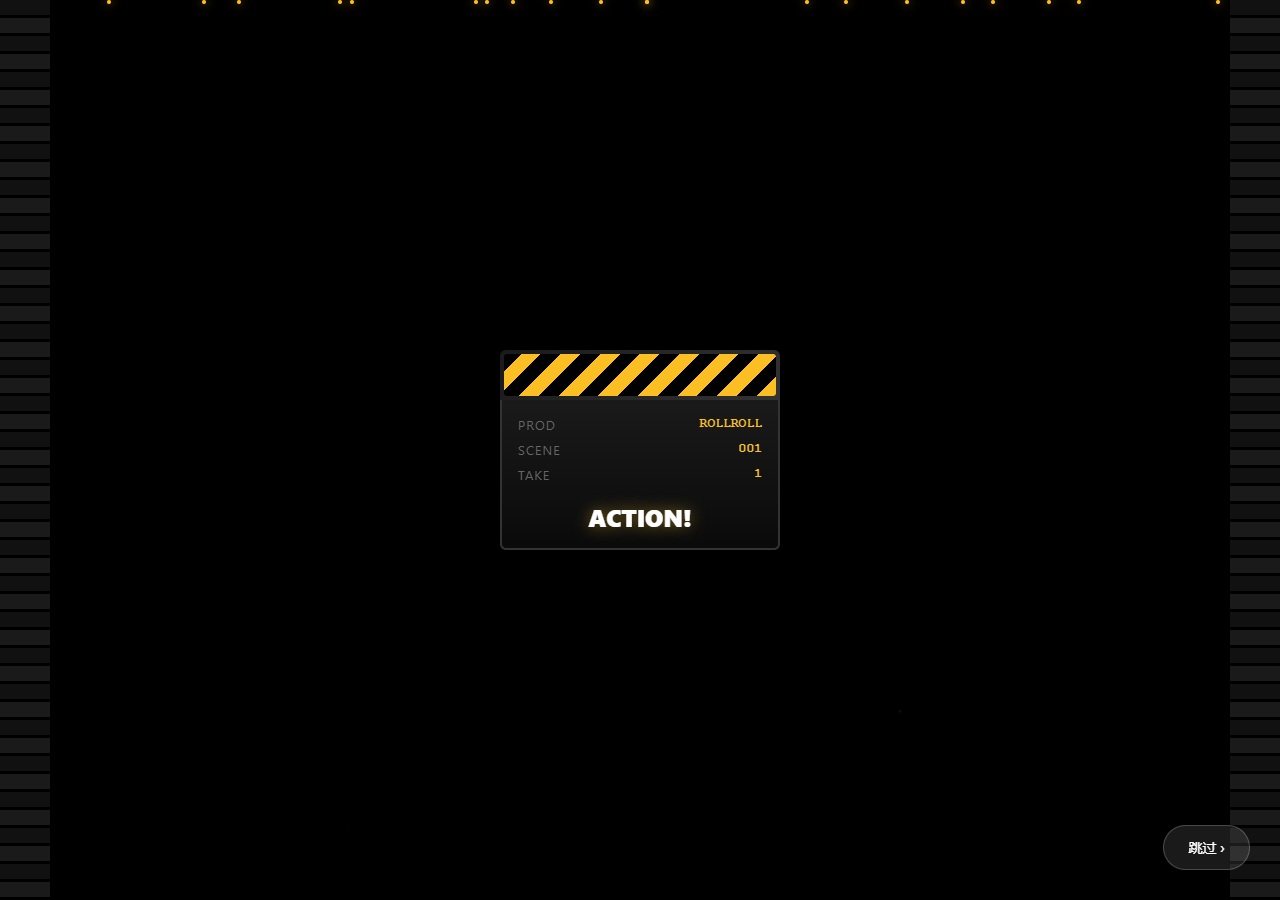 PROD ROLLROLL
SCENE 001
TAKE 1
ACTION!
跳过 ›